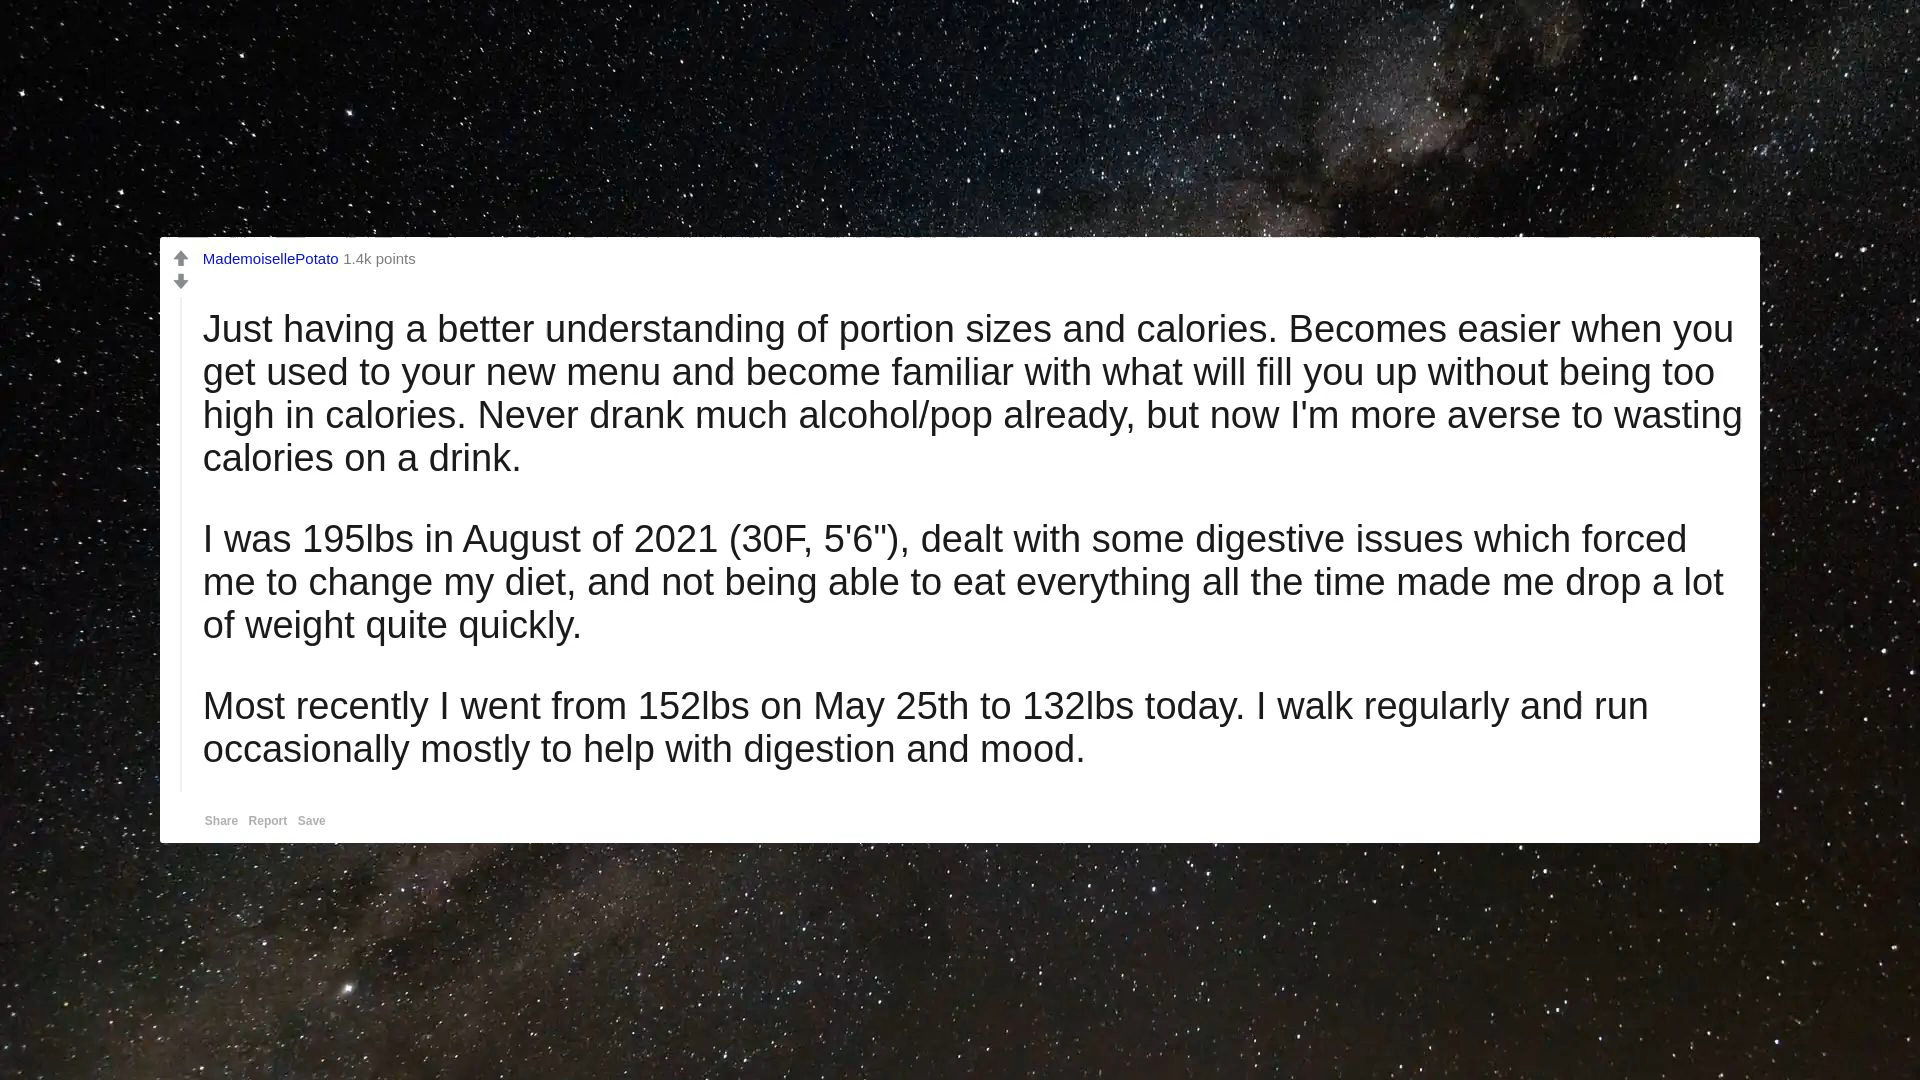 MademoisellePotato 1.4k points
Just having a better understanding of portion sizes and calories. Becomes easier when you
get used to your new menu and become familiar with what will fill you up without being too
high in calories. Never drank much alcohol/pop already, but now I'm more averse to wasting
calories on a drink.
I was 195lbs in August of 2021 (30F, 5'6"), dealt with some digestive issues which forced
me to change my diet, and not being able to eat everything all the time made me drop a lot
of weight quite quickly.
Most recently I went from 152lbs on May 25th to 132lbs today. I walk regularly and run
occasionally mostly to help with digestion and mood.
Share Report Save